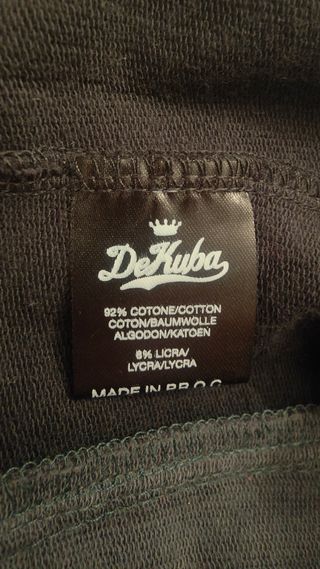 DeKuba
92% COTONE/COTTON
COTON/BAUMWOLLE
ALGODON/KATOEN
8% LICRA/
LYCRA/LYCRA
MADE IN P.R.O.C.